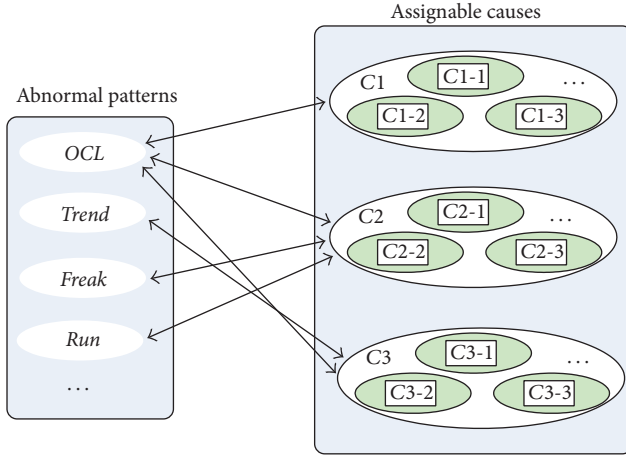 Assignable causes
Abnormal patterns
OCL
Trend
Freak
Run
...
C1
C1-1
...
C1-2
C1-3
C2
C2-1
...
C2-2
C2-3
C3
C3-1
...
C3-2
C3-3